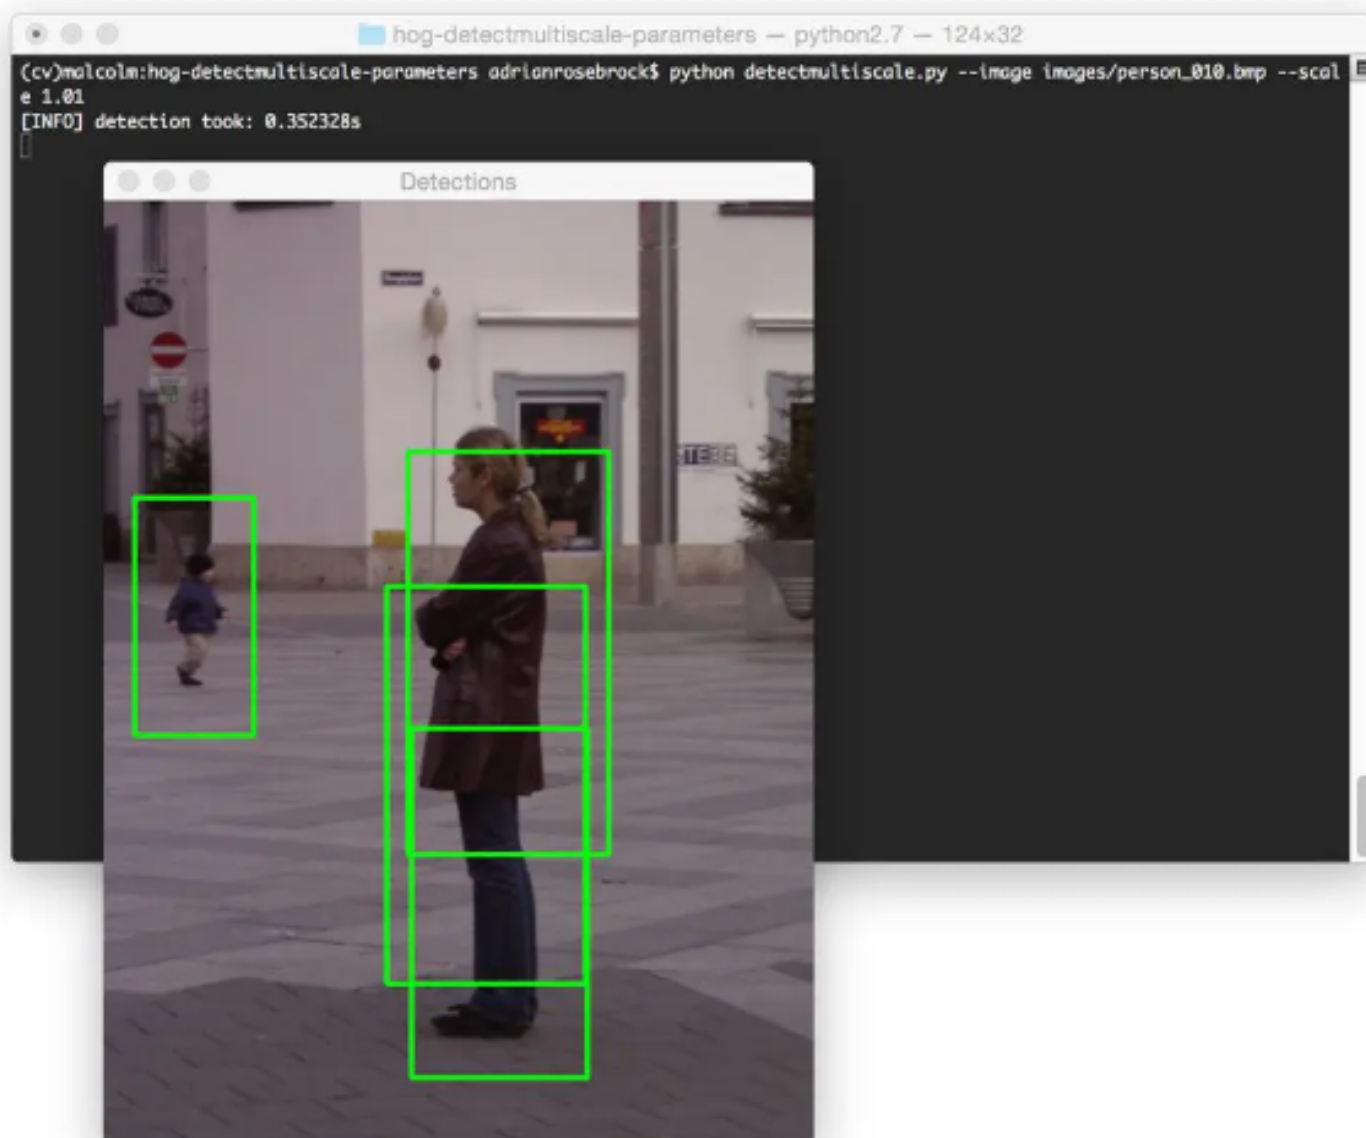 hog-detectmultiscale-parameters — python2.7 — 124×32
(cv)malcolm:hog-detectmultiscale-parameters adrianrosebrock$ python detectmultiscale.py --image images/person_010.bmp --scal
e 1.01
[INFO] detection took: 0.352328s
Detections